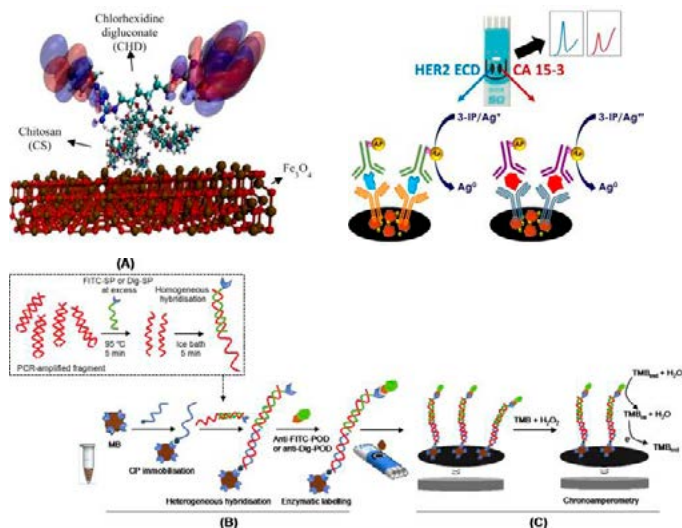 Chlorhexidine
digluconate
(CHD)
Chitosan
(CS)
Fe3O4
(A)
HER2 ECD
CA 15-3
3-IP/Ag+
3-IP/Ag+
AP
AP
Ag0
Ag0
FITC-SP or Dig-SP
at excess
Homogeneous
hybridisation
95 °C
5 min
Ice bath
5 min
PCR-amplified fragment
MB
CP immobilisation
Heterogeneous hybridisation
Anti-FITC-POD
or anti-Dig-POD
Enzymatic labelling
(B)
TMB + H2O2
TMBred + H2O
TMBox + H2O
e-
TMBred
Chronoamperometry
(C)